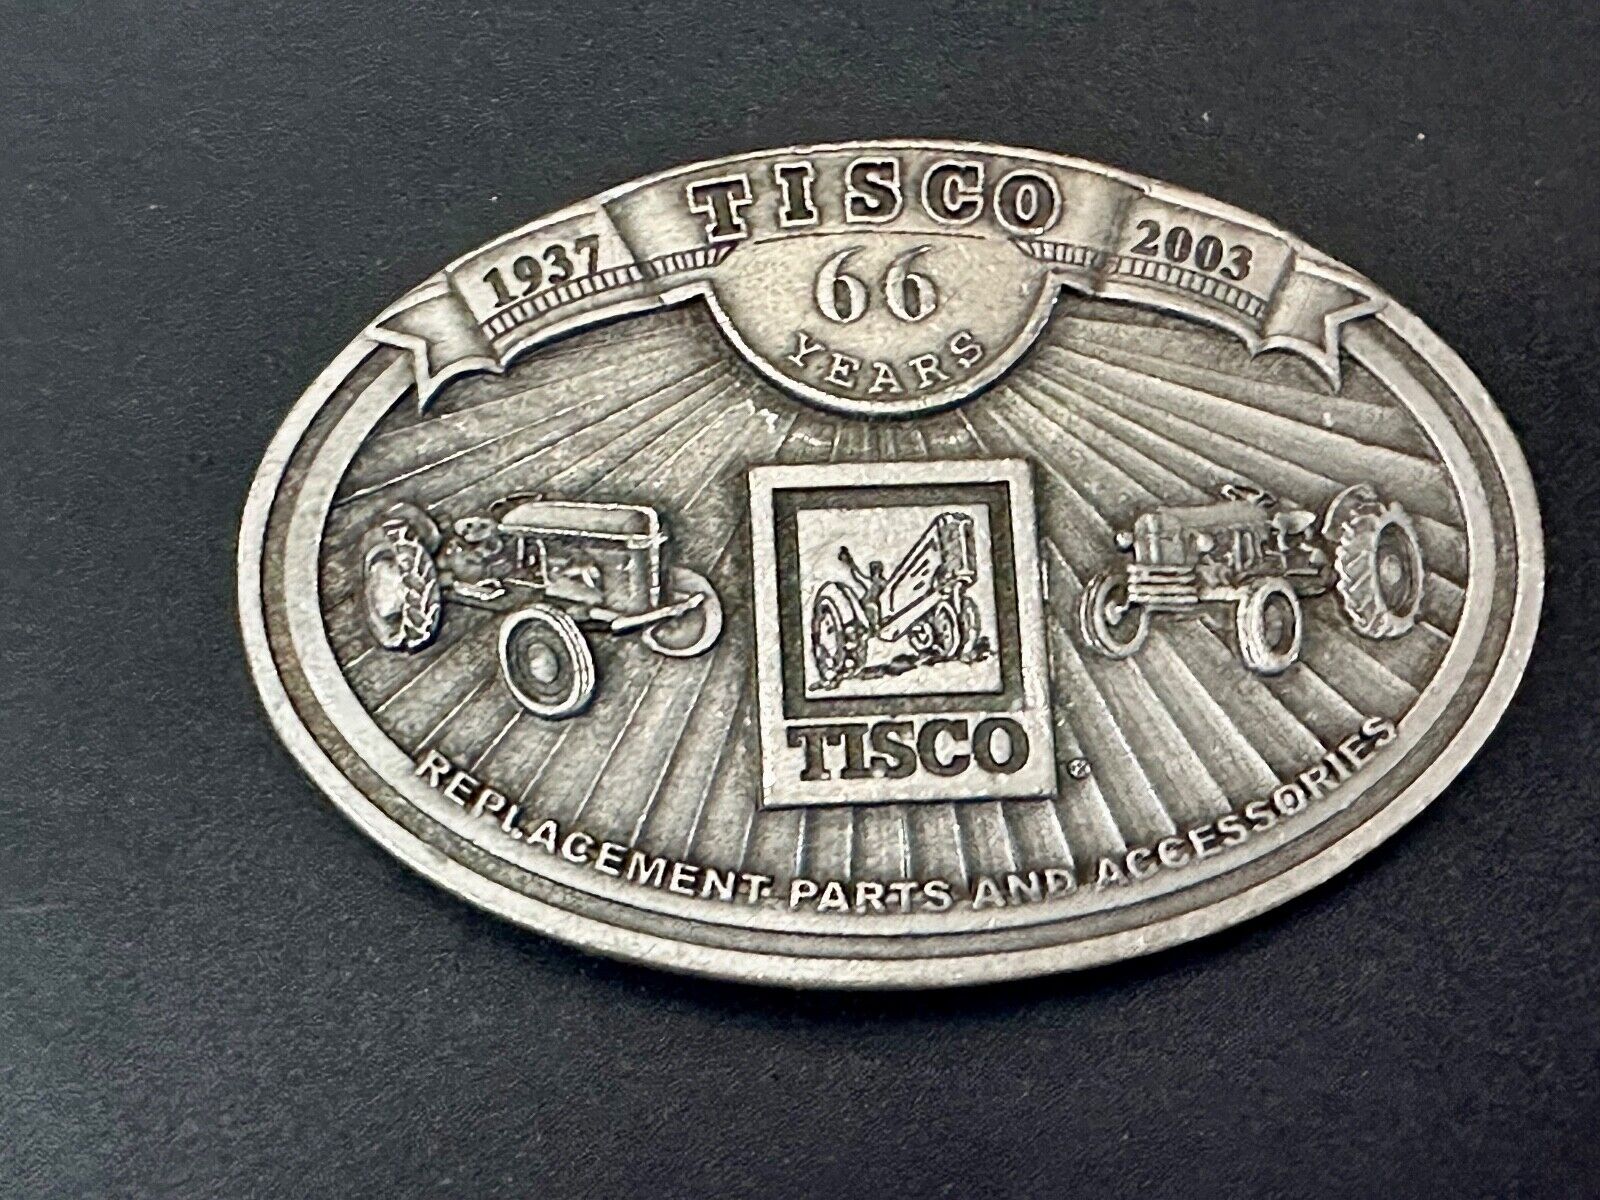 TISCO
1937 2003
66
YEARS
TISCO ®
REPLACEMENT PARTS AND ACCESSORIES